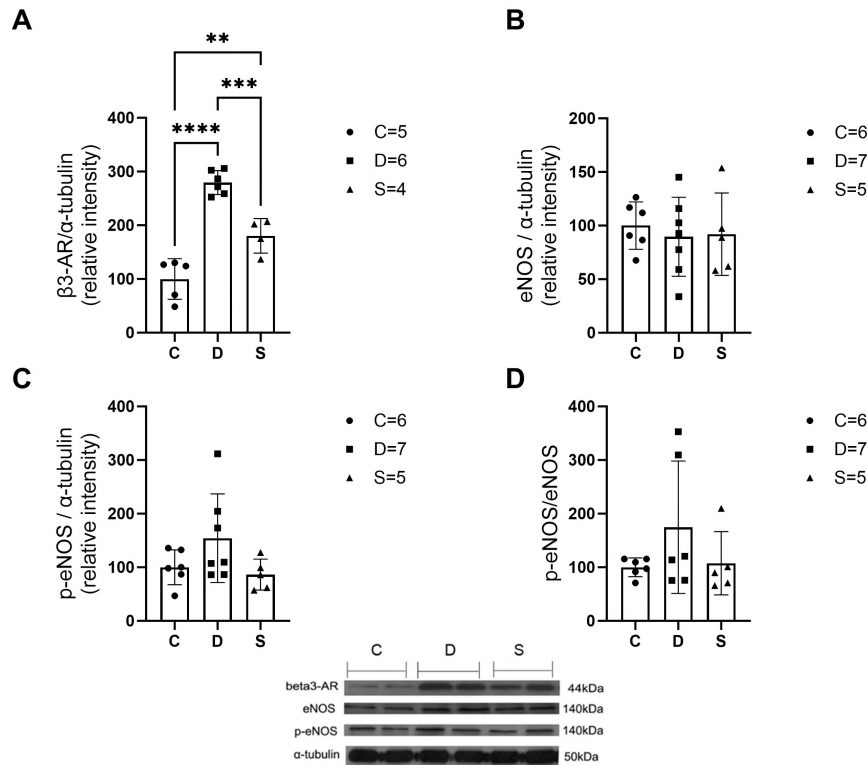 A
**
***
****
β3-AR/α-tubulin
(relative intensity)
400
300
200
100
0
C D S
C=5
D=6
S=4
B
eNOS / α-tubulin
(relative intensity)
200
150
100
50
0
C D S
C=6
D=7
S=5
C
p-eNOS / α-tubulin
(relative intensity)
400
300
200
100
0
C D S
C=6
D=7
S=5
D
p-eNOS/eNOS
400
300
200
100
0
C D S
C=6
D=7
S=5
C D S
beta3-AR 44kDa
eNOS 140kDa
p-eNOS 140kDa
α-tubulin 50kDa